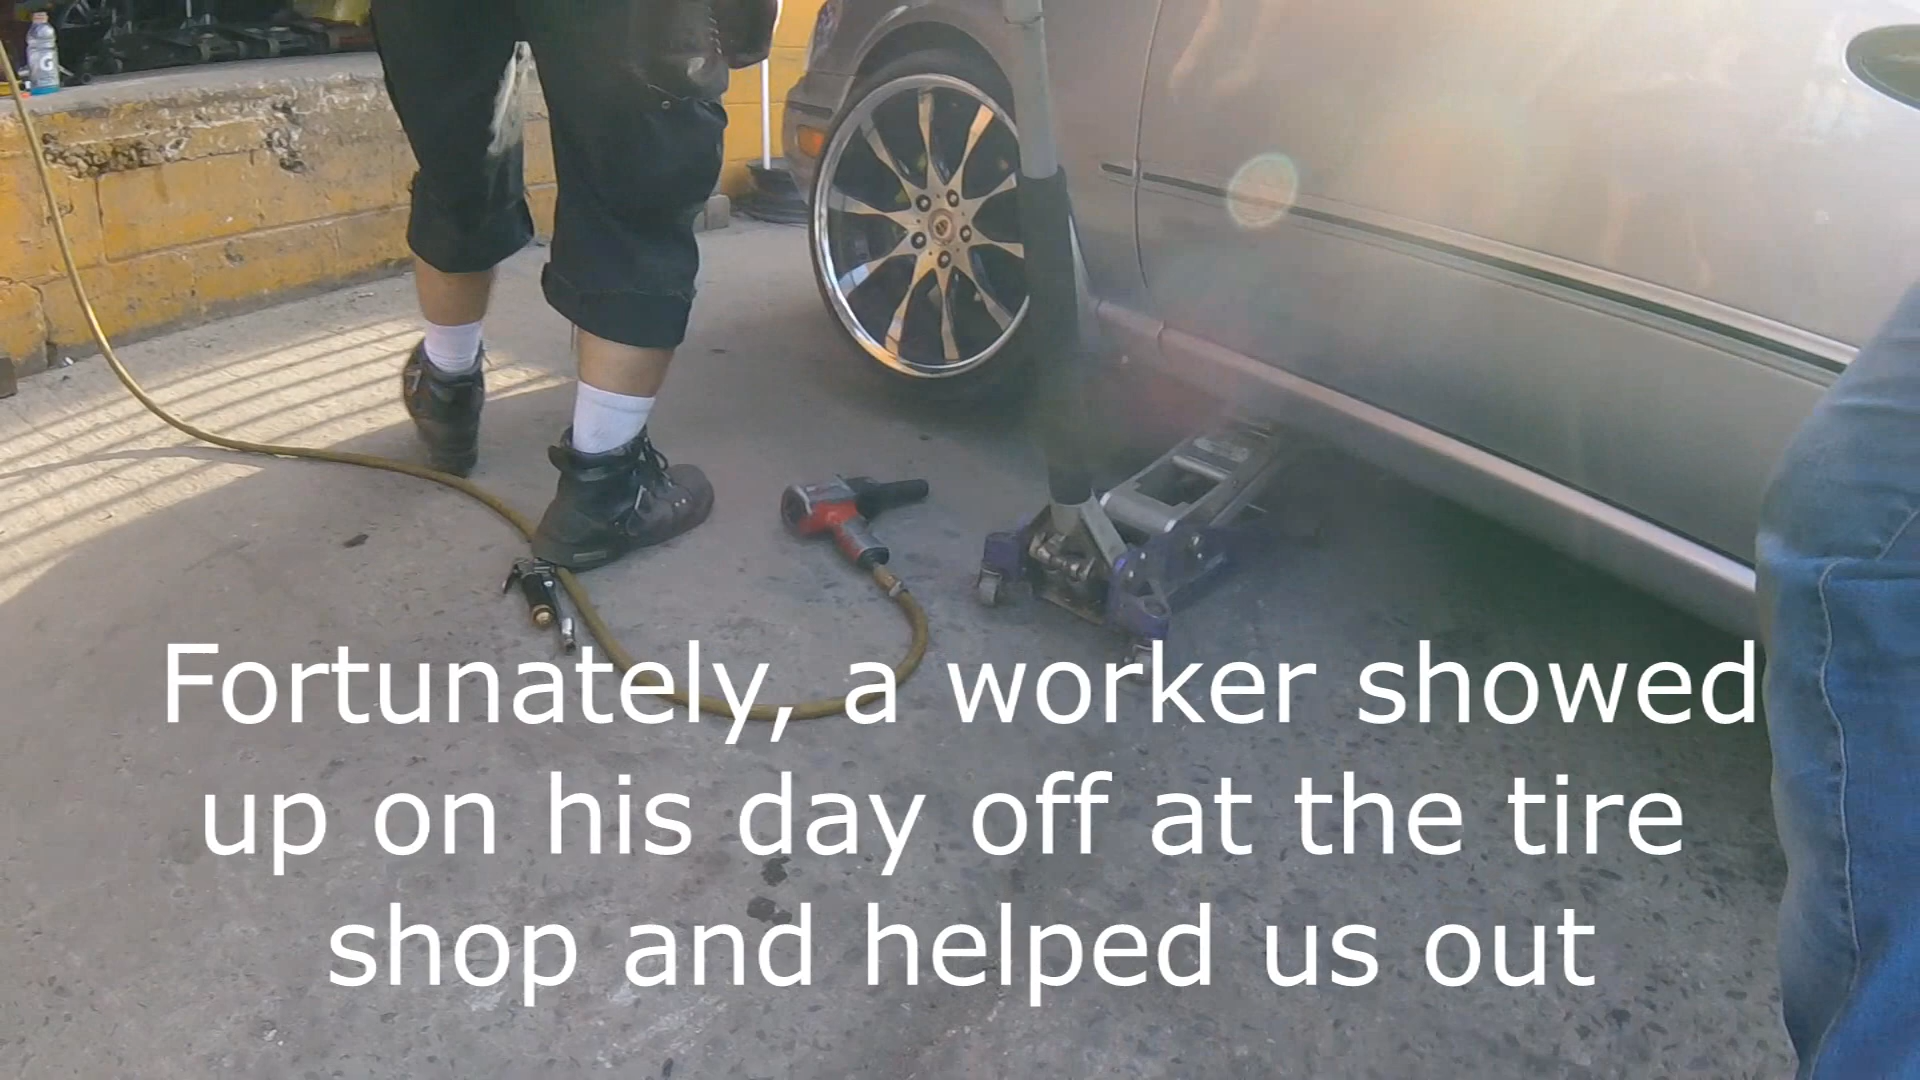 G
Fortunately, a worker showed
up on his day off at the tire
shop and helped us out